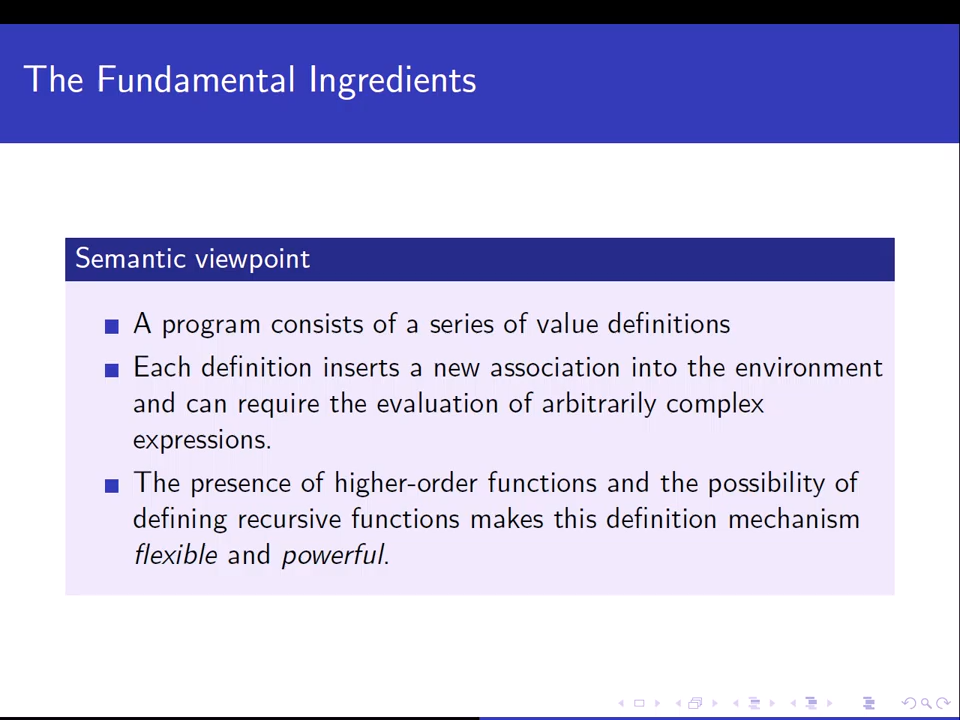 The Fundamental Ingredients
Semantic viewpoint
A program consists of a series of value definitions
Each definition inserts a new association into the environment
and can require the evaluation of arbitrarily complex
expressions.
The presence of higher-order functions and the possibility of
defining recursive functions makes this definition mechanism
flexible and powerful.